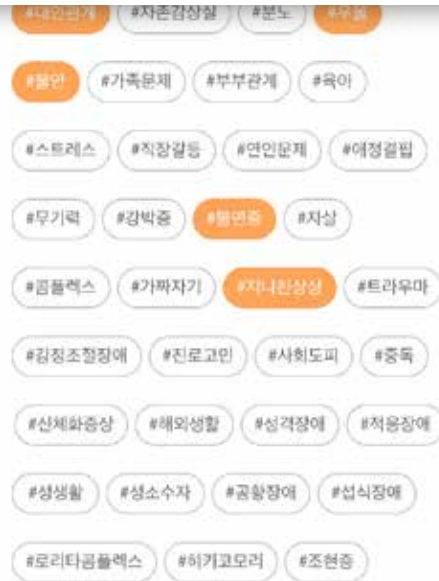 #대인관계 #자존감상실 #분노 #우울
#불안 #가족문제 #부부관계 #육아
#스트레스 #직장갈등 #연인문제 #애정결핍
#무기력 #강박증 #불면증 #자살
#콤플렉스 #가짜자기 #지나친상상 #트라우마
#감정조절장애 #진로고민 #사회도피 #중독
#신체화증상 #해외생활 #성격장애 #적응장애
#성생활 #성소수자 #공황장애 #섭식장애
#로리타콤플렉스 #히키코모리 #조현증